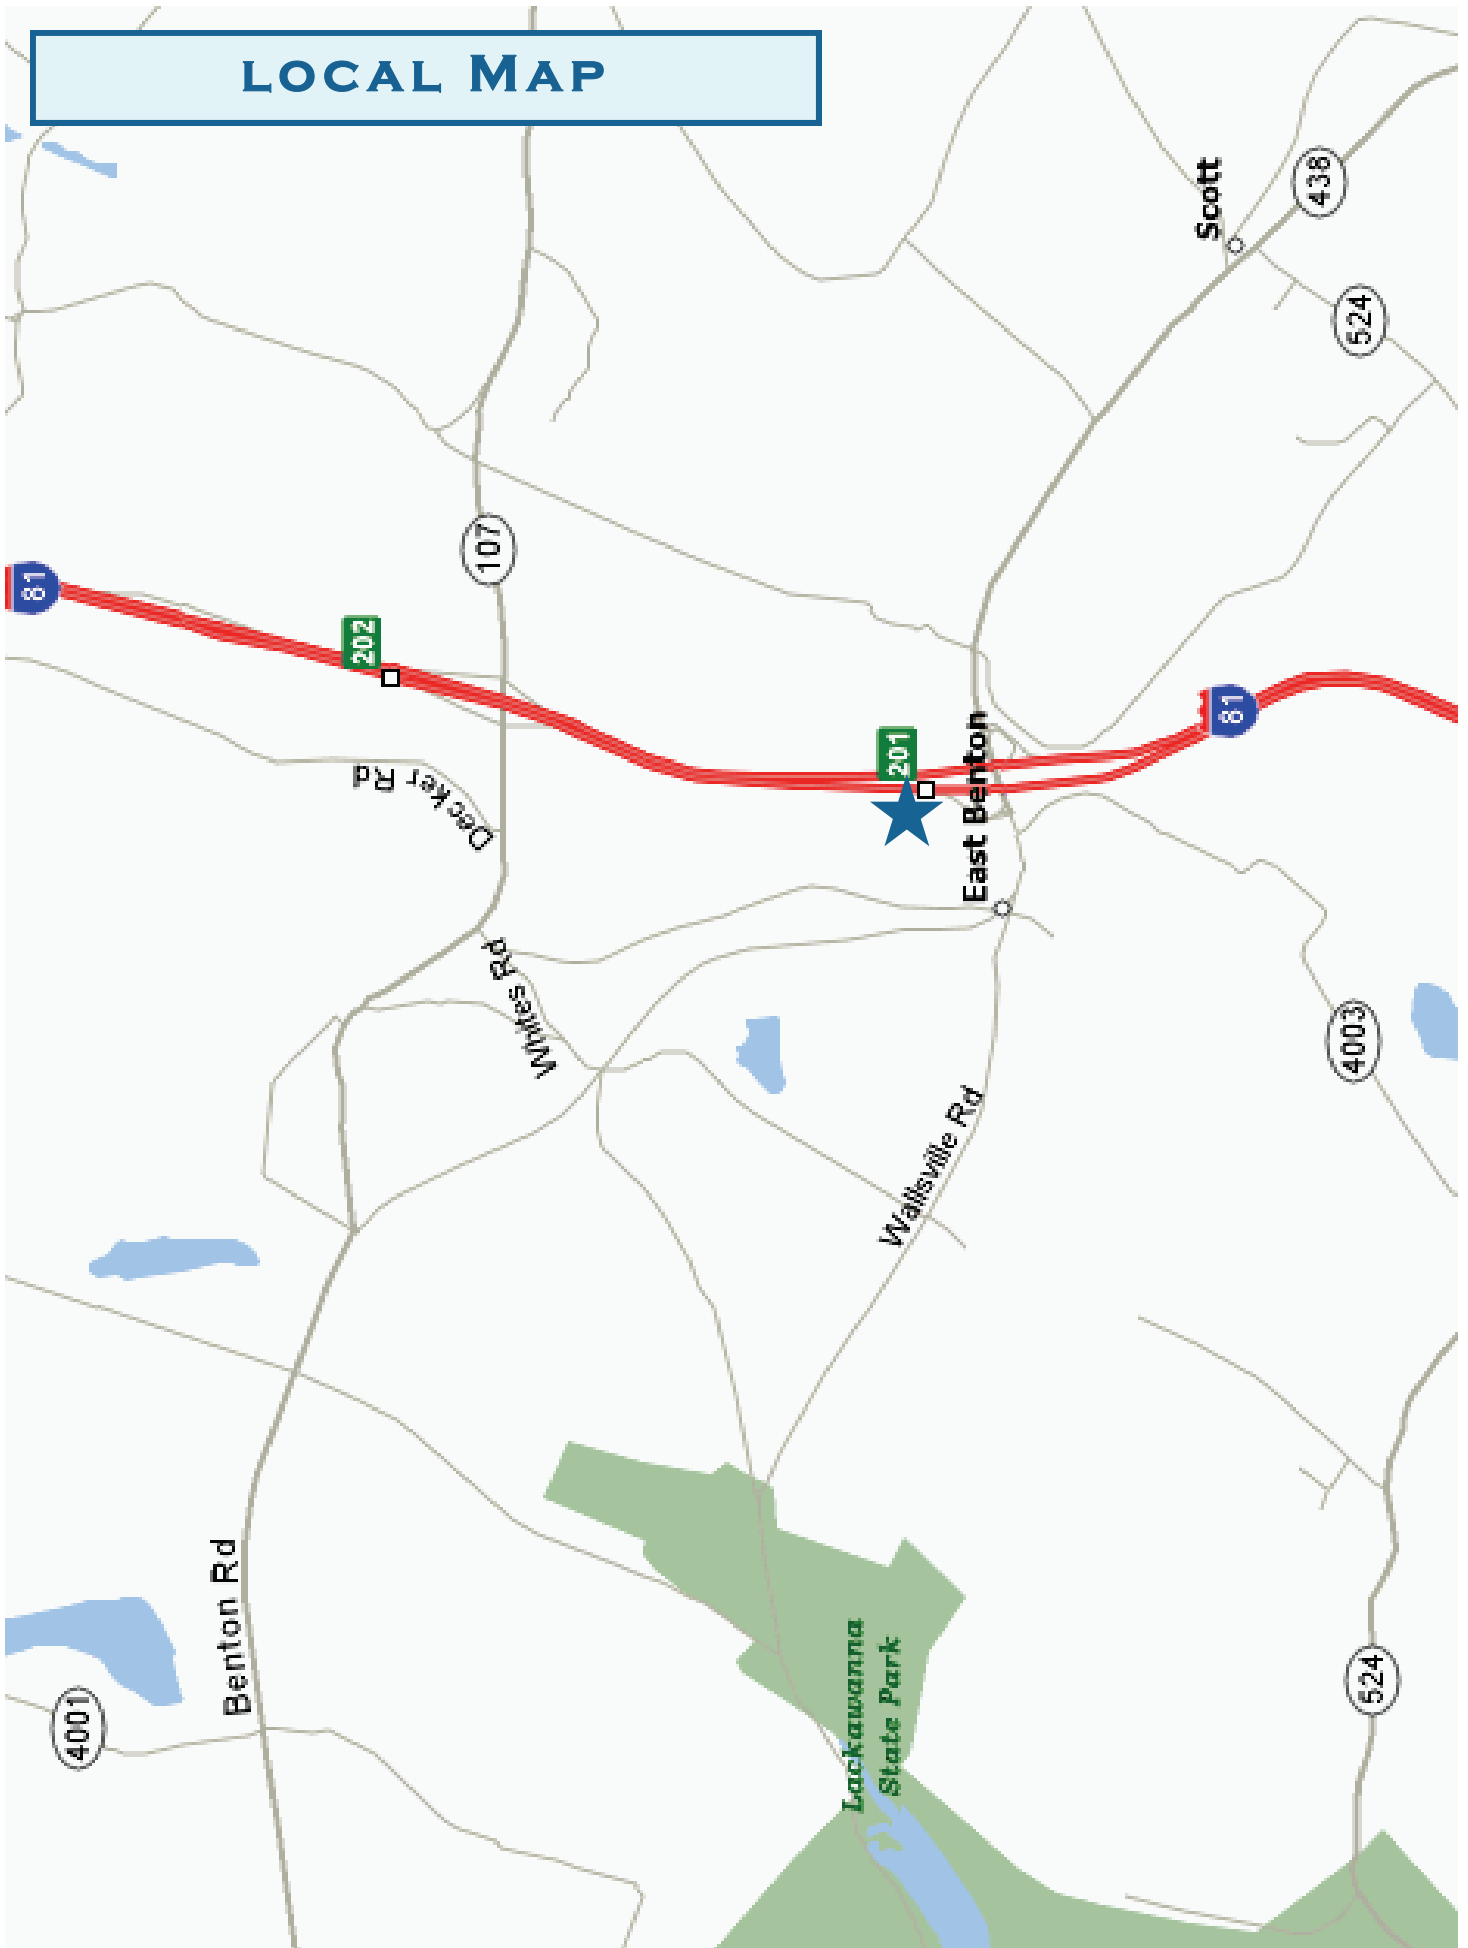 LOCAL MAP
Scott
438
524
107
81
202
201
81
Decker Rd
East Benton
Whites Rd
4003
Wallsville Rd
Benton Rd
4001
Lackawanna
State Park
524